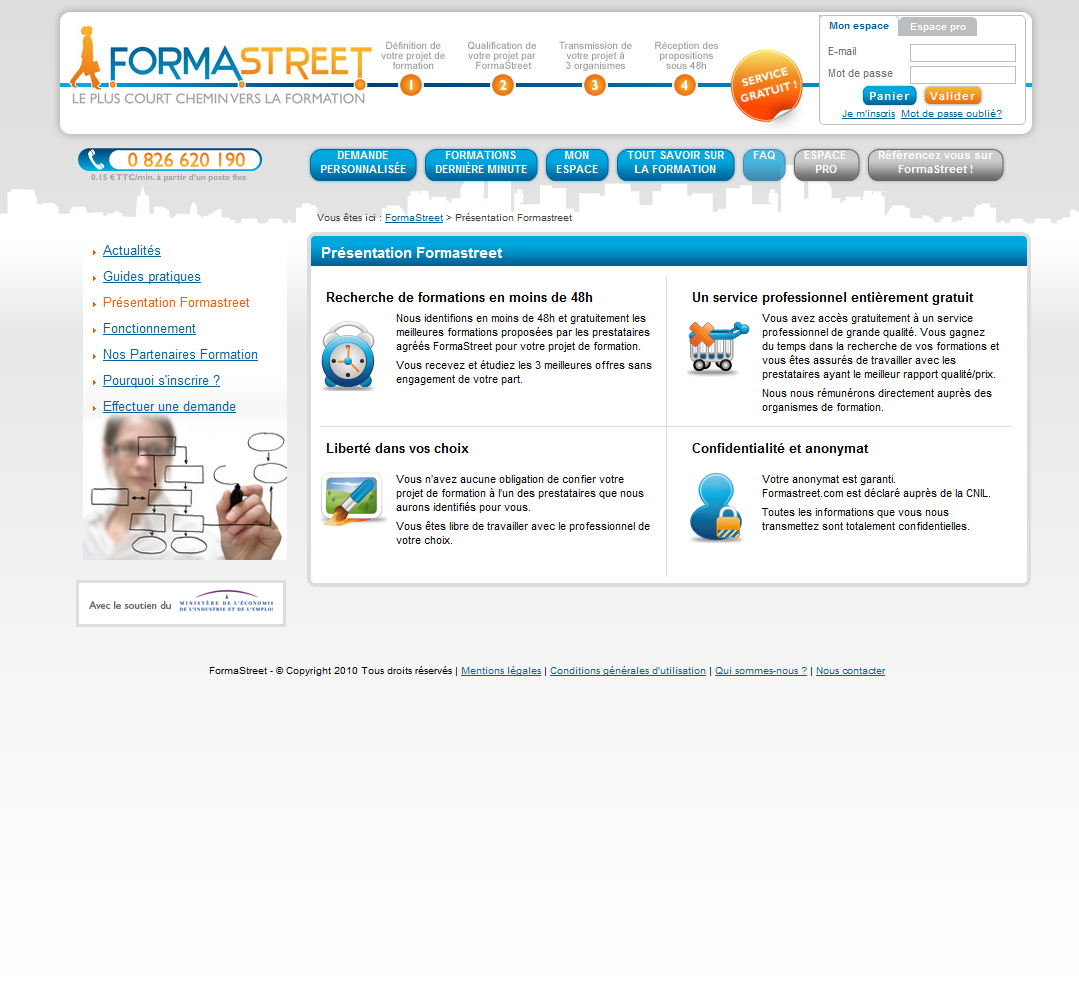 FORMASTREET
LE PLUS COURT CHEMIN VERS LA FORMATION
Définition de
votre projet de
formation
1
Qualification de
votre projet par
FormaStreet
2
Transmission de
votre projet à
3 organismes
3
Réception des
propositions
sous 48h
4
SERVICE
GRATUIT !
Mon espace
Espace pro
E-mail
Mot de passe
Panier
Valider
Je m'inscris
Mot de passe oublié?
0 826 620 190
0.15 € TTC/min. à partir d'un poste fixe
DEMANDE
PERSONNALISÉE
FORMATIONS
DERNIÈRE MINUTE
MON
ESPACE
TOUT SAVOIR SUR
LA FORMATION
FAQ
ESPACE
PRO
Référencez vous sur
FormaStreet !
Vous êtes ici : FormaStreet > Présentation Formastreet
Actualités
Guides pratiques
Présentation Formastreet
Fonctionnement
Nos Partenaires Formation
Pourquoi s'inscrire ?
Effectuer une demande
Avec le soutien du
MINISTÈRE DE L'ÉCONOMIE
DE L'INDUSTRIE ET DE L'EMPLOI
Présentation Formastreet
Recherche de formations en moins de 48h
Nous identifions en moins de 48h et gratuitement les
meilleures formations proposées par les prestataires
agréés FormaStreet pour votre projet de formation.
Vous recevez et étudiez les 3 meilleures offres sans
engagement de votre part.
Un service professionnel entièrement gratuit
Vous avez accès gratuitement à un service
professionnel de grande qualité. Vous gagnez
du temps dans la recherche de vos formations et
vous êtes assurés de travailler avec les
prestataires ayant le meilleur rapport qualité/prix.
Nous nous rémunérons directement auprès des
organismes de formation.
Liberté dans vos choix
Vous n'avez aucune obligation de confier votre
projet de formation à l'un des prestataires que nous
aurons identifiés pour vous.
Vous êtes libre de travailler avec le professionnel de
votre choix.
Confidentialité et anonymat
Votre anonymat est garanti.
Formastreet.com est déclaré auprès de la CNIL.
Toutes les informations que vous nous
transmettez sont totalement confidentielles.
FormaStreet - © Copyright 2010 Tous droits réservés | Mentions légales | Conditions générales d'utilisation | Qui sommes-nous ? | Nous contacter